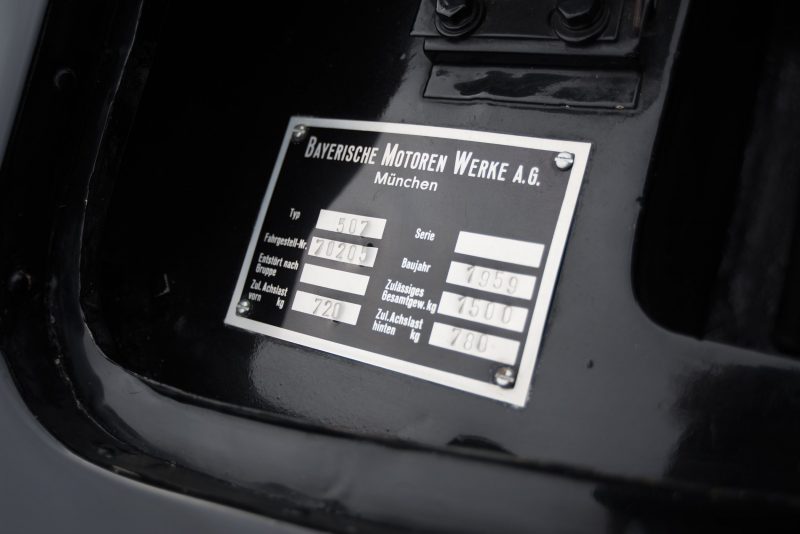 BAYERISCHE MOTOREN WERKE A.G.
München
Typ 507
Serie
Fahrgestell-Nr. 70205
Baujahr 1959
Entstört nach
Gruppe
Zulässiges
Gesamtgew. kg 1500
Zul. Achslast
vorn kg 720
Zul. Achslast
hinten kg 780